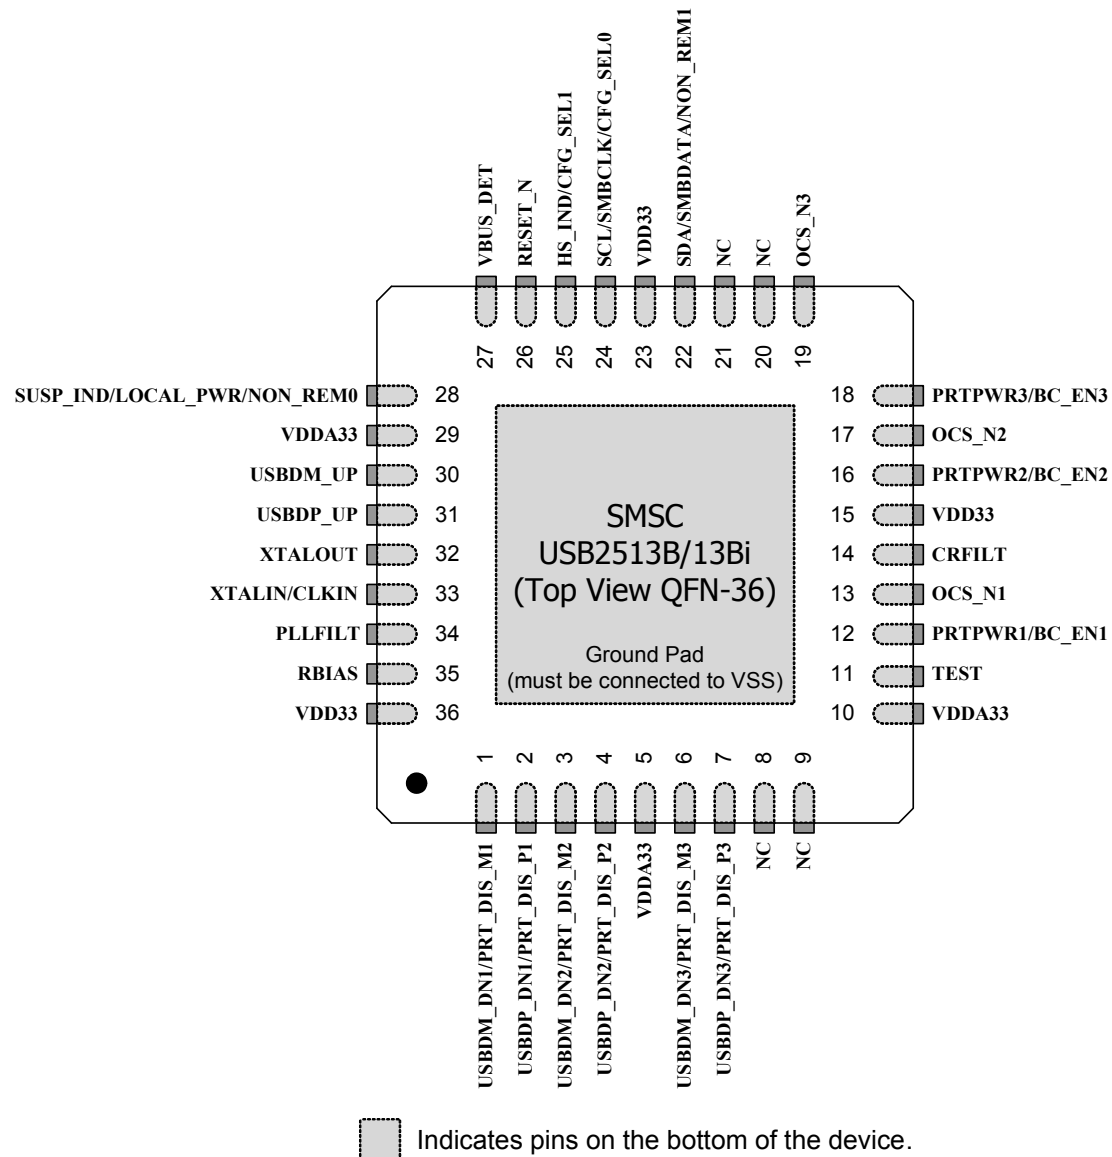 VBUS_DET
RESET_N
HS_IND/CFG_SEL1
SCL/SMBCLK/CFG_SEL0
VDD33
SDA/SMBDATA/NON_REM1
NC
NC
OCS_N3
27
26
25
24
23
22
21
20
19
SUSP_IND/LOCAL_PWR/NON_REM0 28
VDDA33 29
USBDM_UP 30
USBDP_UP 31
XTALOUT 32
XTALIN/CLKIN 33
PLLFILT 34
RBIAS 35
VDD33 36
SMSC
USB2513B/13Bi
(Top View QFN-36)
Ground Pad
(must be connected to VSS)
18 PRTPWR3/BC_EN3
17 OCS_N2
16 PRTPWR2/BC_EN2
15 VDD33
14 CRFILT
13 OCS_N1
12 PRTPWR1/BC_EN1
11 TEST
10 VDDA33
1
2
3
4
5
6
7
8
9
USBDM_DN1/PRT_DIS_M1
USBDP_DN1/PRT_DIS_P1
USBDM_DN2/PRT_DIS_M2
USBDP_DN2/PRT_DIS_P2
VDDA33
USBDM_DN3/PRT_DIS_M3
USBDP_DN3/PRT_DIS_P3
NC
NC
Indicates pins on the bottom of the device.